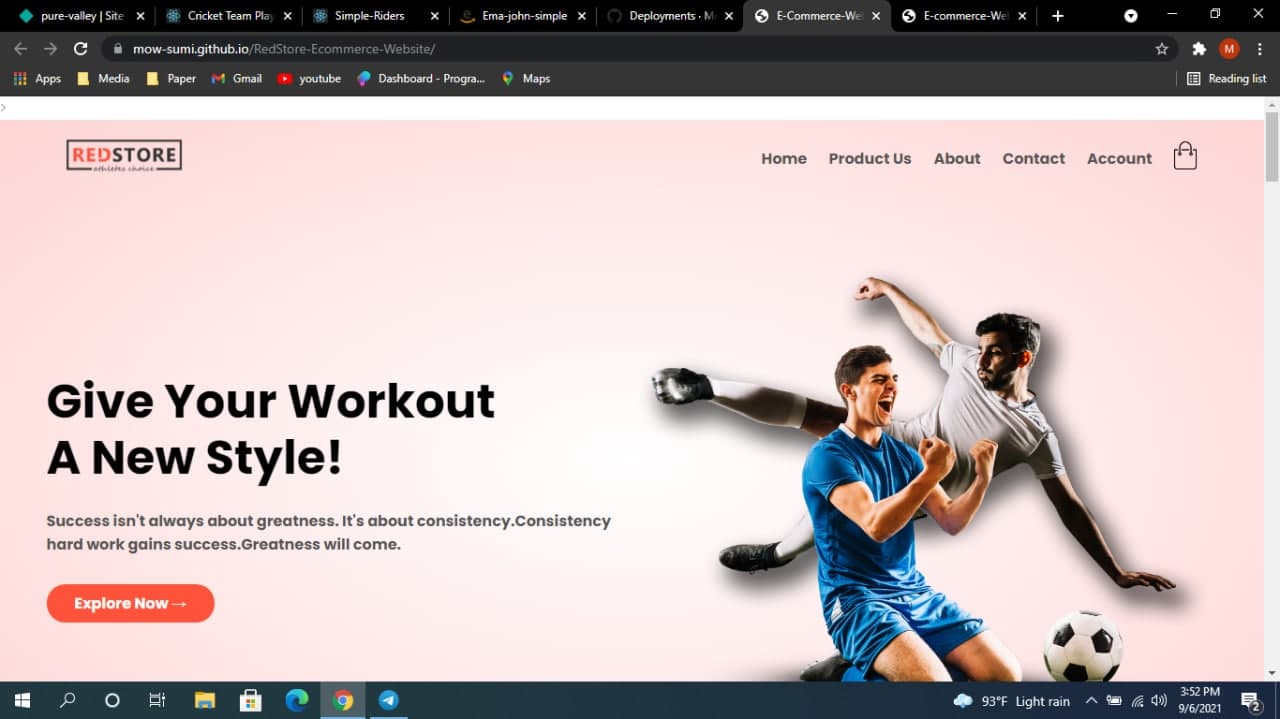 pure-valley | Site
Cricket Team Play
Simple-Riders
Ema-john-simple
Deployments · M
E-Commerce-We
E-commerce-We
mow-sumi.github.io/RedStore-Ecommerce-Website/
M
Apps
Media
Paper
Gmail
youtube
Dashboard - Progra...
Maps
Reading list
>
REDSTORE
athletes choice
Home
Product Us
About
Contact
Account
Give Your Workout
A New Style!
Success isn't always about greatness. It's about consistency.Consistency
hard work gains success.Greatness will come.
Explore Now →
93°F Light rain
3:52 PM
9/6/2021
2